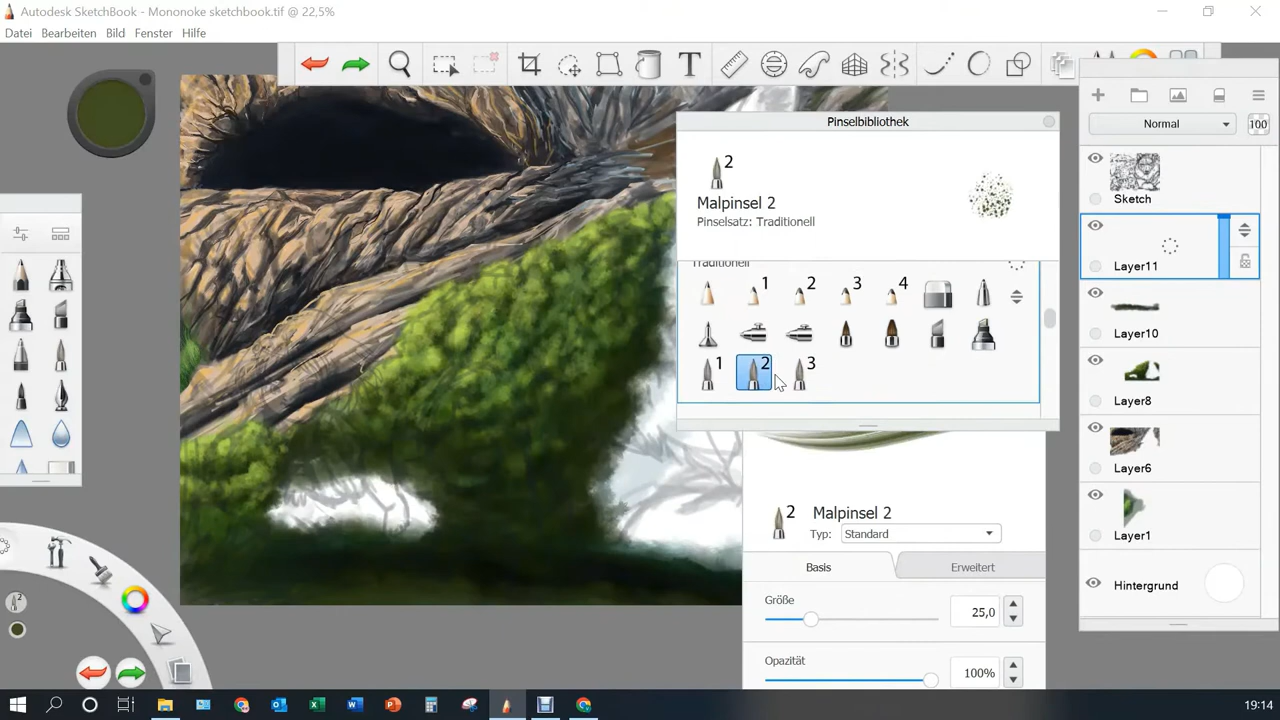 Autodesk SketchBook - Mononoke sketchbook.tif @ 22,5%
Datei Bearbeiten Bild Fenster Hilfe
T
Pinselbibliothek
2
Malpinsel 2
Pinselsatz: Traditionell
Traditionell
1 2 3 4
1 2 3
2 Malpinsel 2
Typ: Standard
Basis Erweitert
Größe
25,0
Opazität
100%
Normal 100
Sketch
Layer11
Layer10
Layer8
Layer6
Layer1
Hintergrund
2
19:14